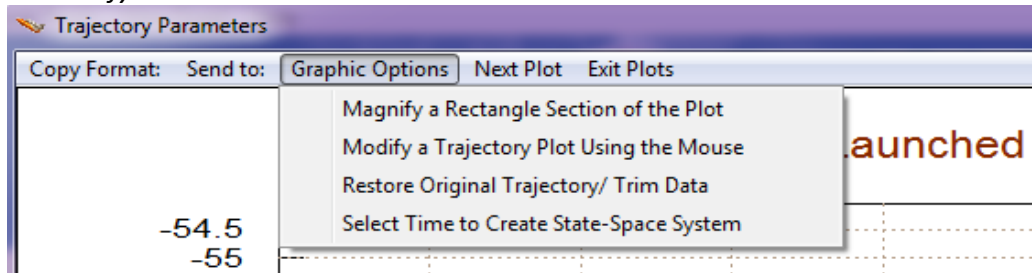 Trajectory Parameters
Copy Format: Send to: Graphic Options Next Plot Exit Plots
Magnify a Rectangle Section of the Plot
Modify a Trajectory Plot Using the Mouse
aunched
Restore Original Trajectory/ Trim Data
Select Time to Create State-Space System
-54.5
-55